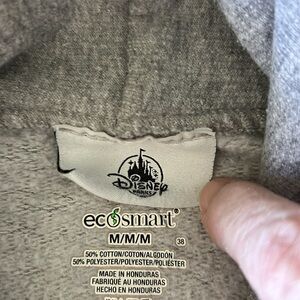 Disney
PARKS
ecosmart
M/M/M
38
50% COTTON/COTON/ALGODÓN
50% POLYESTER/POLYESTER/POLIÉSTER
MADE IN HONDURAS
FABRIQUÉ AU HONDURAS
HECHO EN HONDURAS